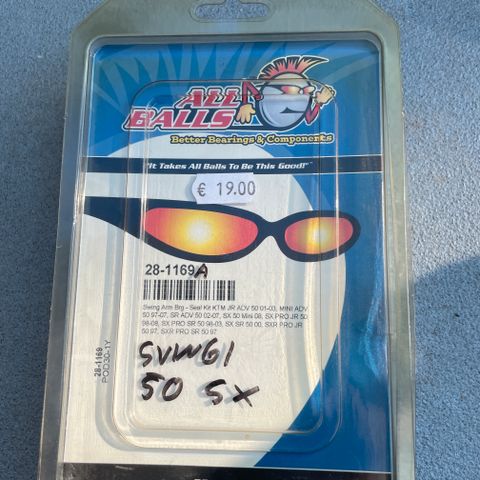 ALL
BALLS
Better Bearings & Components
"It Takes All Balls To Be This Good!"
€ 19.00
28-1169A
Swing Arm Brg - Seal Kit KTM JR ADV 50 01-03, MINI ADV
50 97-07, SR ADV 50 02-07, SX 50 Mini 08, SX PRO JR 50
98-08, SX PRO SR 50 98-03, SX SR 50 00, SXR PRO JR
50 97, SXR PRO SR 50 97
28-1169
SVWG1
50 SX